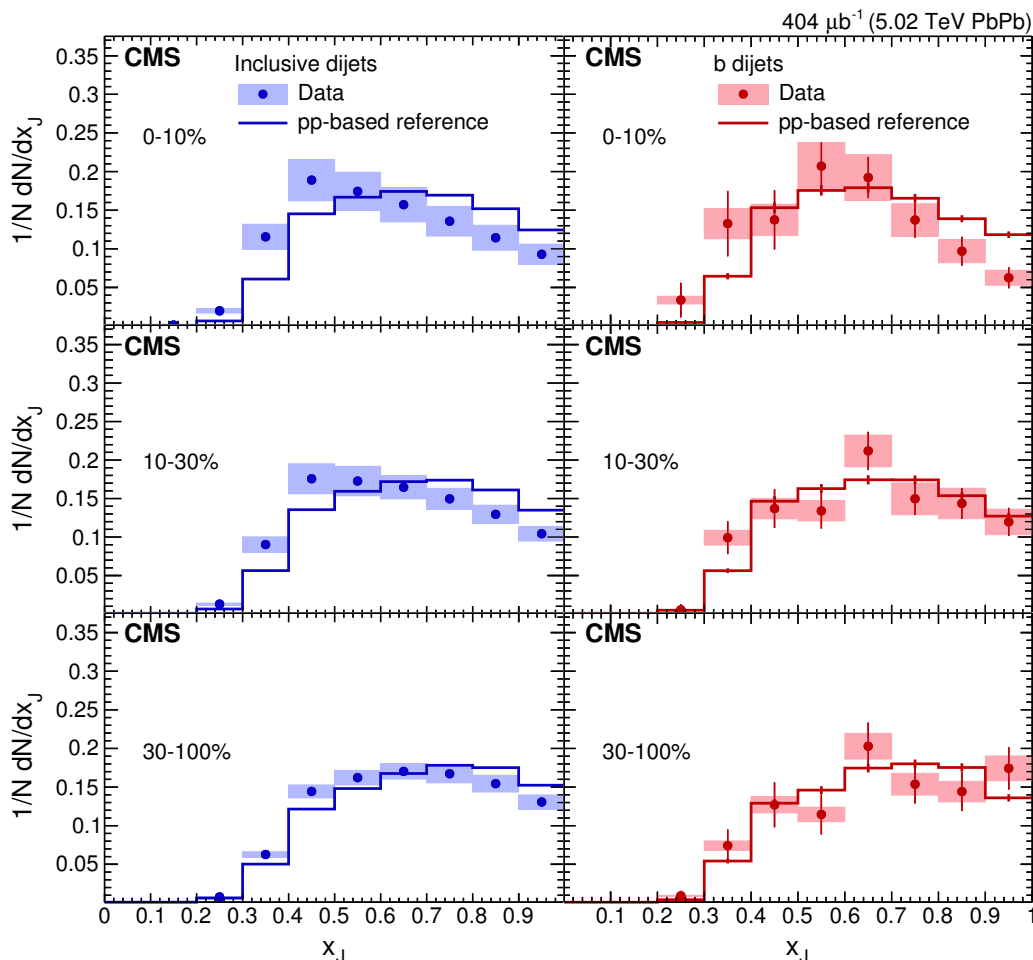 404 μb⁻¹ (5.02 TeV PbPb)
CMS
Inclusive dijets
Data
pp-based reference
0-10%
1/N dN/dx_J
0.35
0.3
0.25
0.2
0.15
0.1
0.05
CMS
b dijets
Data
pp-based reference
0-10%
CMS
10-30%
1/N dN/dx_J
0.35
0.3
0.25
0.2
0.15
0.1
0.05
CMS
10-30%
CMS
30-100%
1/N dN/dx_J
0.35
0.3
0.25
0.2
0.15
0.1
0.05
CMS
30-100%
0 0.1 0.2 0.3 0.4 0.5 0.6 0.7 0.8 0.9
0.1 0.2 0.3 0.4 0.5 0.6 0.7 0.8 0.9 1
x_J
x_J